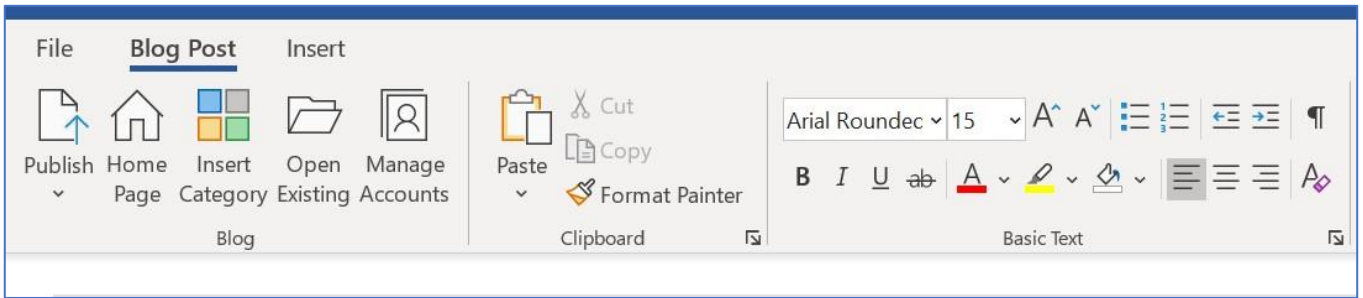 File Blog Post Insert
Publish Home Page Insert Category Open Existing Manage Accounts
Blog
Paste Cut
Copy
Format Painter
Clipboard
Arial Roundec 15 A A ¶
B I U ab A A
Basic Text